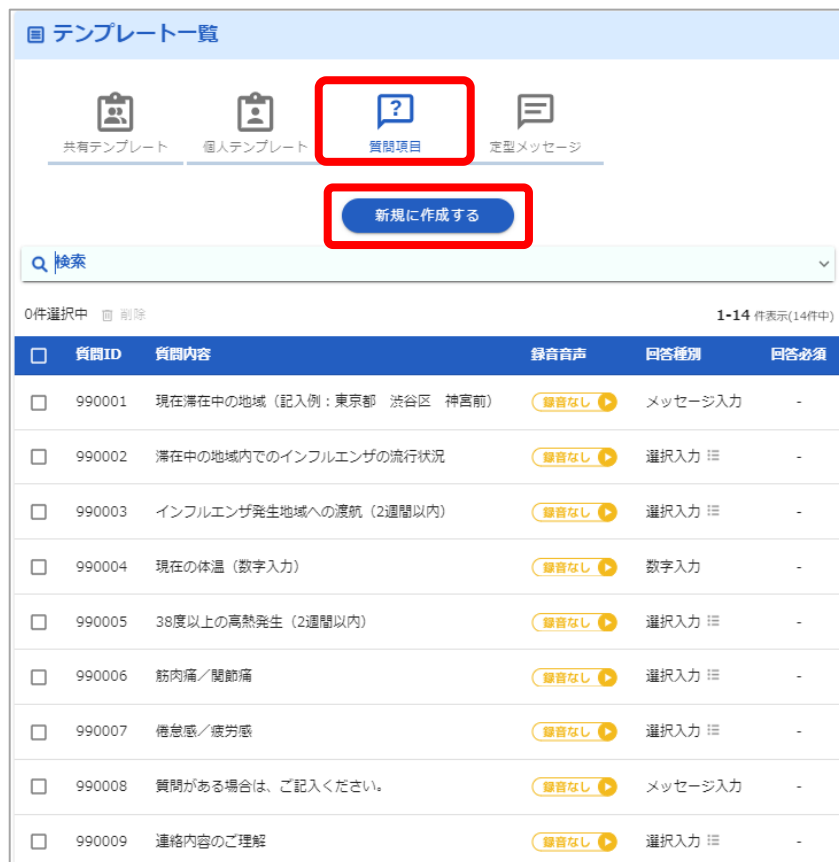 テンプレート一覧
共有テンプレート 個人テンプレート 質問項目 定型メッセージ
新規に作成する
検索
0件選択中 削除 1-14 件表示(14件中)
質問ID 質問内容 録音音声 回答種別 回答必須
990001 現在滞在中の地域（記入例：東京都　渋谷区　神宮前） 録音なし メッセージ入力 -
990002 滞在中の地域内でのインフルエンザの流行状況 録音なし 選択入力 -
990003 インフルエンザ発生地域への渡航（2週間以内） 録音なし 選択入力 -
990004 現在の体温（数字入力） 録音なし 数字入力 -
990005 38度以上の高熱発生（2週間以内） 録音なし 選択入力 -
990006 筋肉痛／関節痛 録音なし 選択入力 -
990007 倦怠感／疲労感 録音なし 選択入力 -
990008 質問がある場合は、ご記入ください。 録音なし メッセージ入力 -
990009 連絡内容のご理解 録音なし 選択入力 -